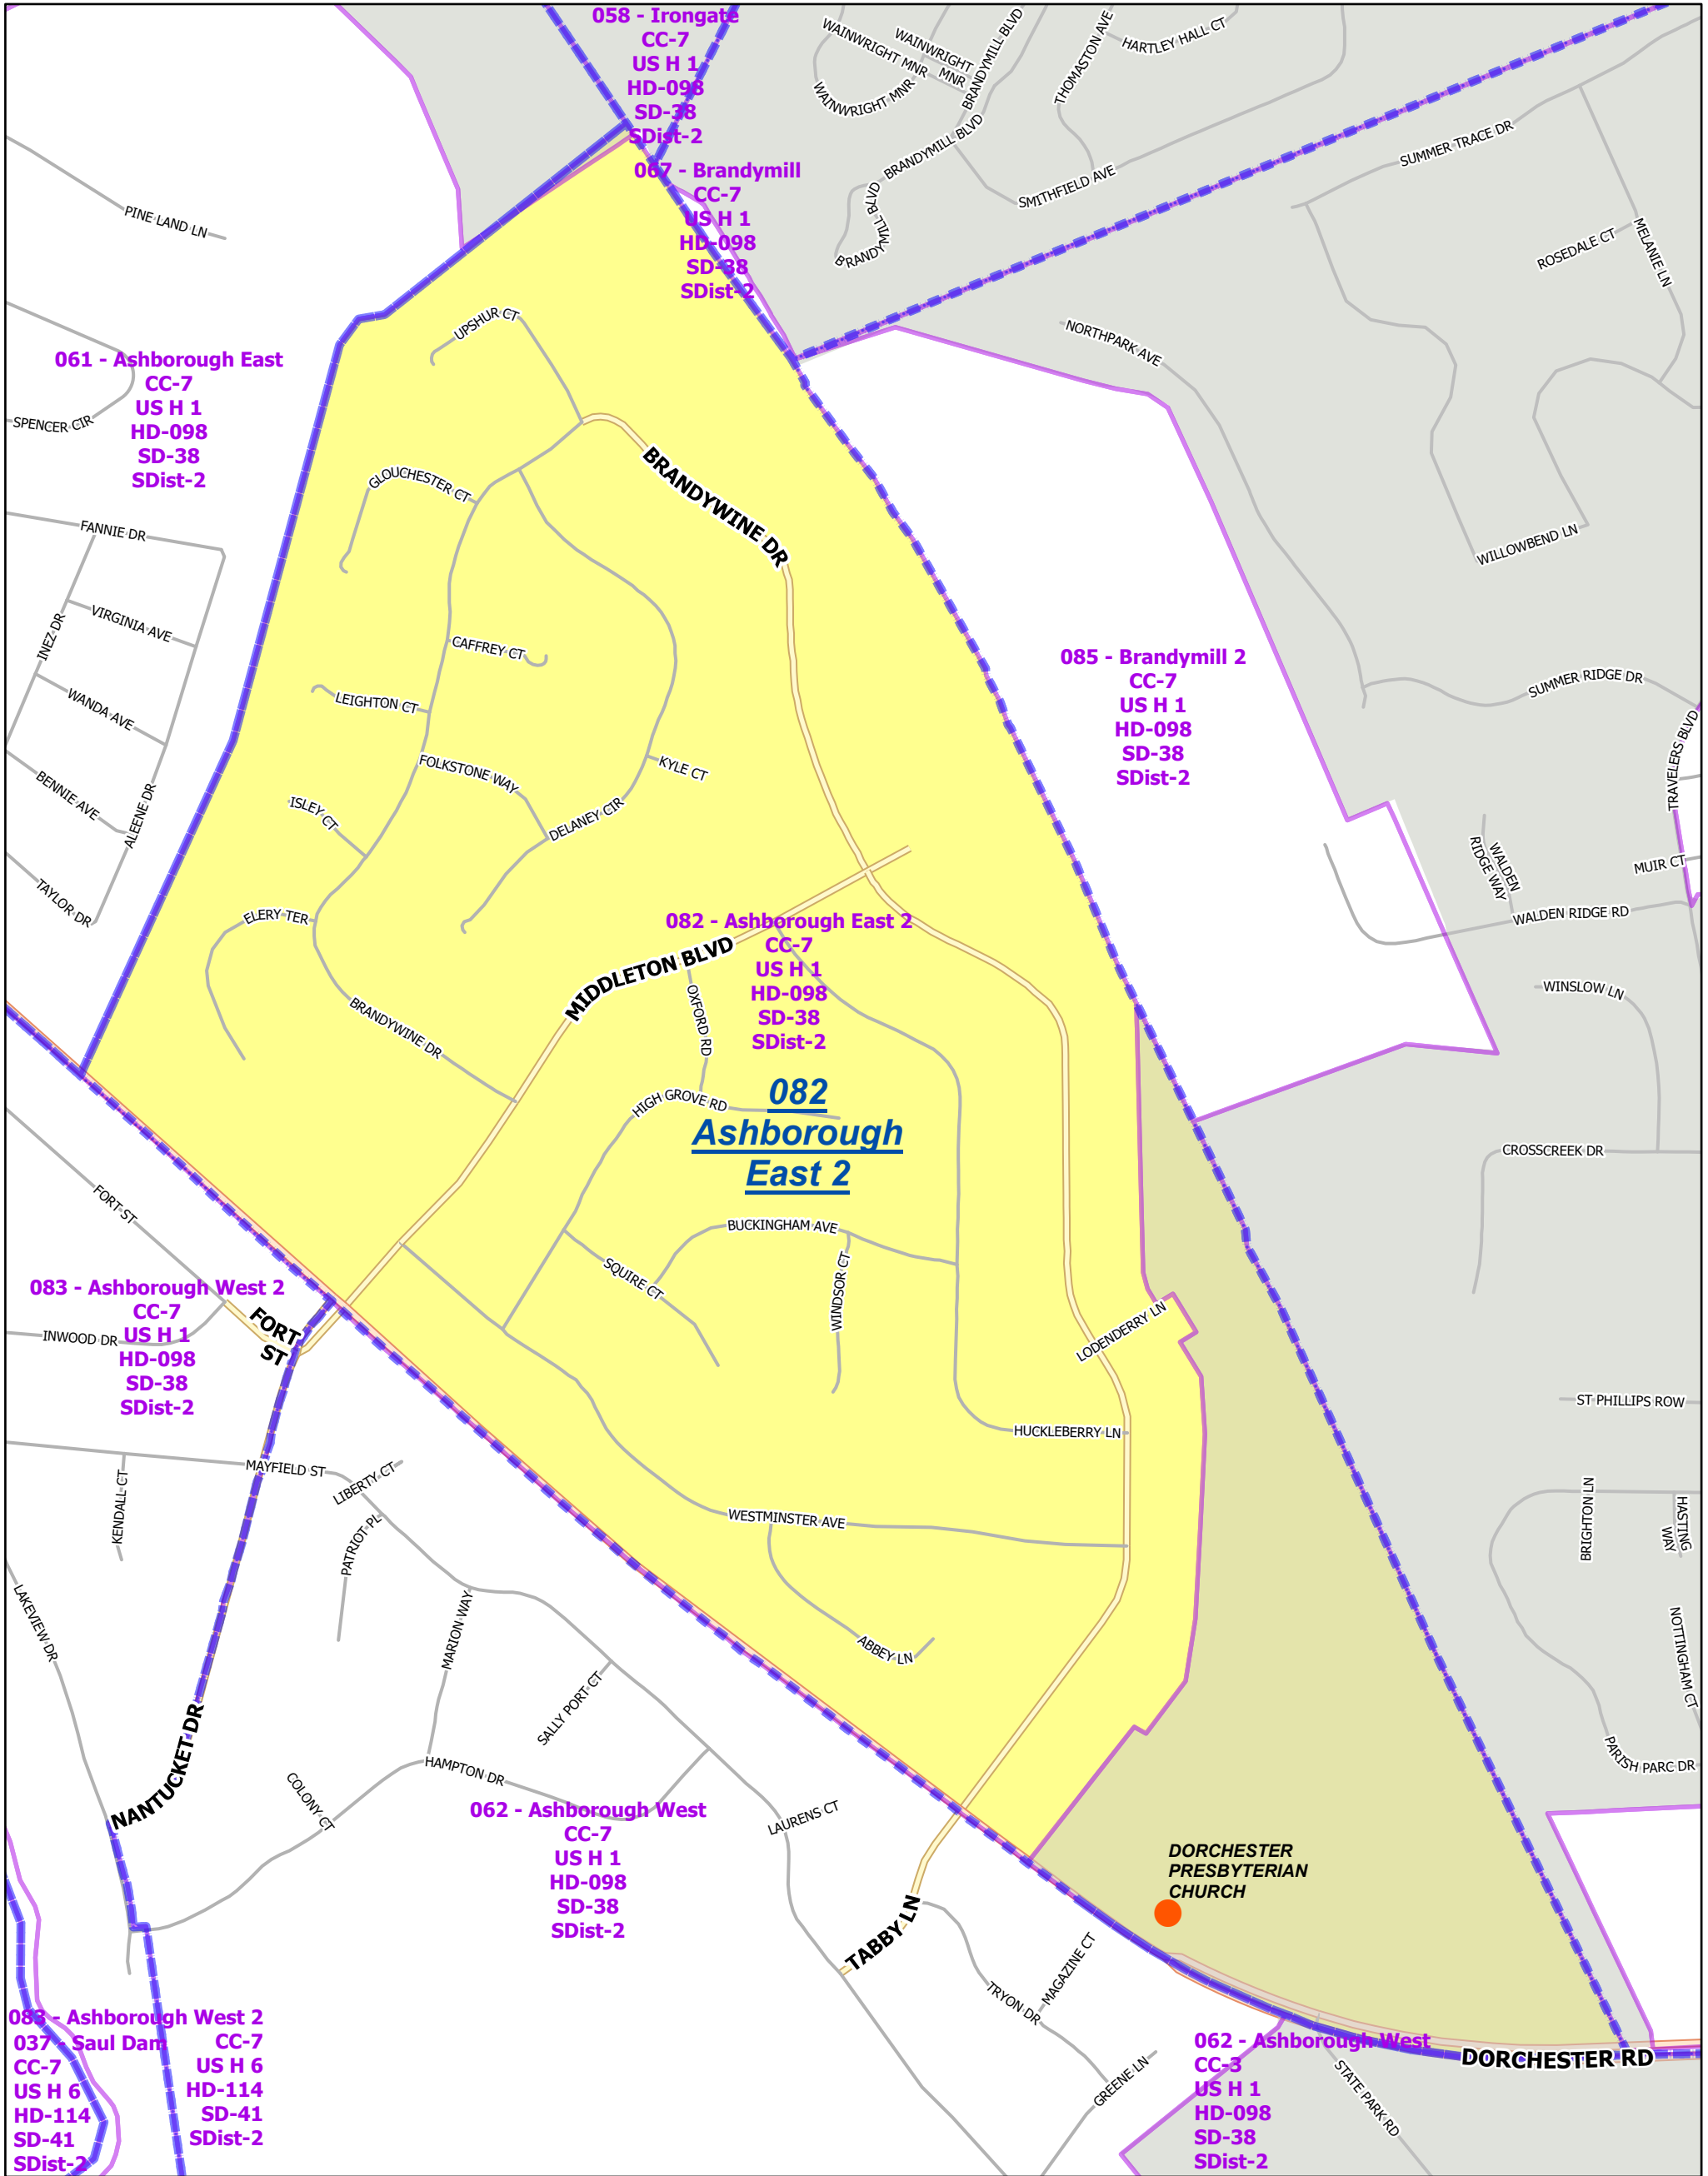 058 - Irongate
CC-7
US H 1
HD-098
SD-38
SDist-2
WAINWRIGHT MNR
WAINWRIGHT
MNR
WAINWRIGHT MNR
BRANDYMILL BLVD
THOMASTON AVE
HARTLEY HALL CT
BRANDYMILL BLVD
SMITHFIELD AVE
BRANDYMILL BLVD
SUMMER TRACE DR
067 - Brandymill
CC-7
US H 1
HD-098
SD-38
SDist-2
PINE LAND LN
ROSEDALE CT
MELANIE LN
UPSHUR CT
NORTHPARK AVE
061 - Ashborough East
CC-7
US H 1
HD-098
SD-38
SDist-2
SPENCER CIR
GLOUCHESTER CT
BRANDYWINE DR
WILLOWBEND LN
FANNIE DR
VIRGINIA AVE
INEZ DR
WANDA AVE
BENNIE AVE
ALEENE DR
TAYLOR DR
CAFFREY CT
LEIGHTON CT
FOLKSTONE WAY
KYLE CT
ISLEY CT
DELANEY CIR
085 - Brandymill 2
CC-7
US H 1
HD-098
SD-38
SDist-2
SUMMER RIDGE DR
TRAVELERS BLVD
WALDEN
RIDGE WAY
MUIR CT
WALDEN RIDGE RD
ELERY TER
082 - Ashborough East 2
CC-7
US H 1
HD-098
SD-38
SDist-2
MIDDLETON BLVD
OXFORD RD
BRANDYWINE DR
WINSLOW LN
HIGH GROVE RD
082
Ashborough
East 2
CROSSCREEK DR
FORT ST
BUCKINGHAM AVE
SQUIRE CT
WINDSOR CT
083 - Ashborough West 2
CC-7
US H 1
HD-098
SD-38
SDist-2
INWOOD DR
FORT
ST
LODENDERRY LN
ST PHILLIPS ROW
HUCKLEBERRY LN
MAYFIELD ST
KENDALL CT
LIBERTY CT
PATRIOT PL
WESTMINSTER AVE
BRIGHTON LN
HASTING
WAY
LAKEVIEW DR
MARION WAY
ABBEY LN
NOTTINGHAM CT
SALLY PORT CT
NANTUCKET DR
HAMPTON DR
COLONY CT
PARISH PARC DR
062 - Ashborough West
CC-7
US H 1
HD-098
SD-38
SDist-2
LAURENS CT
DORCHESTER
PRESBYTERIAN
CHURCH
TABBY LN
MAGAZINE CT
TRYON DR
083 - Ashborough West 2
CC-7
US H 6
HD-114
SD-41
SDist-2
037 - Saul Dam
CC-7
US H 6
HD-114
SD-41
SDist-2
GREENE LN
062 - Ashborough West
CC-3
US H 1
HD-098
SD-38
SDist-2
DORCHESTER RD
STATE PARK RD